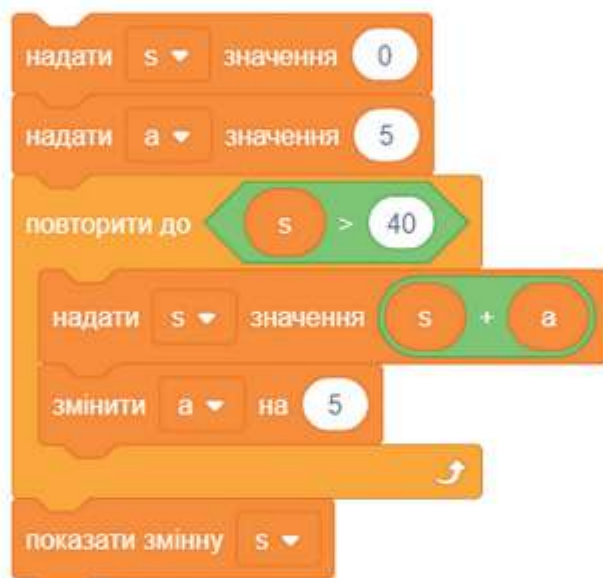 надати s значення 0
надати a значення 5
повторити до s > 40
надати s значення s + a
змінити a на 5
показати змінну s